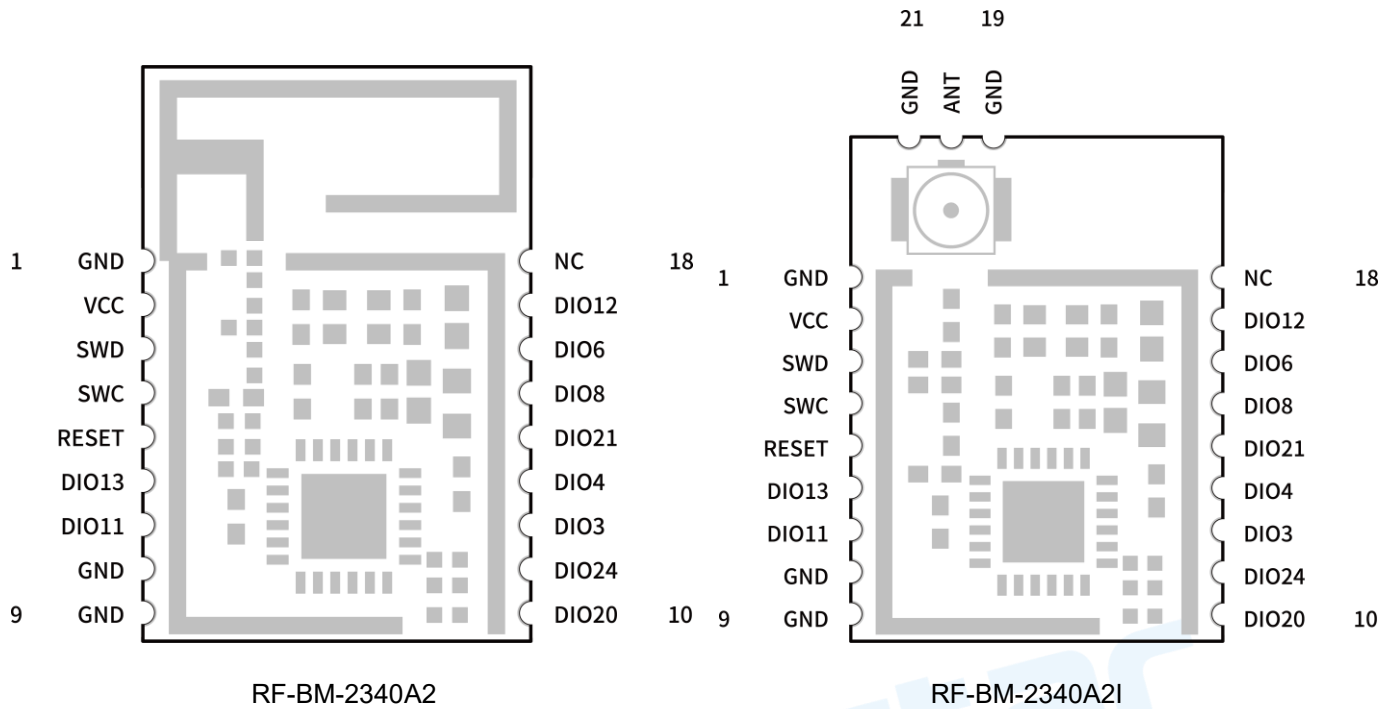 21 19
GND ANT GND
1 GND NC 18
VCC DIO12
SWD DIO6
SWC DIO8
RESET DIO21
DIO13 DIO4
DIO11 DIO3
GND DIO24
9 GND DIO20 10
RF-BM-2340A2
1 GND NC 18
VCC DIO12
SWD DIO6
SWC DIO8
RESET DIO21
DIO13 DIO4
DIO11 DIO3
GND DIO24
9 GND DIO20 10
RF-BM-2340A2I